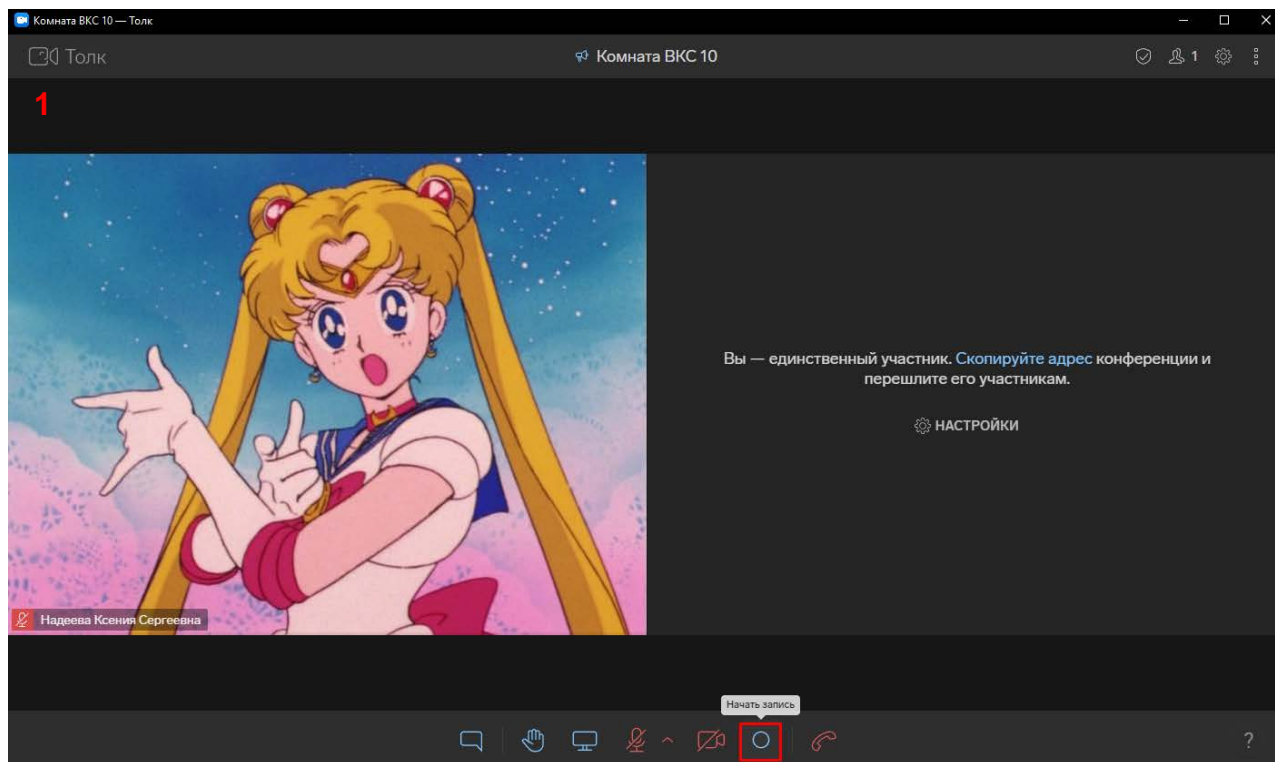 Комната ВКС 10 — Толк
Толк
Комната ВКС 10
1
1
Вы — единственный участник. Скопируйте адрес конференции и
перешлите его участникам.
НАСТРОЙКИ
Надеева Ксения Сергеевна
Начать запись
?